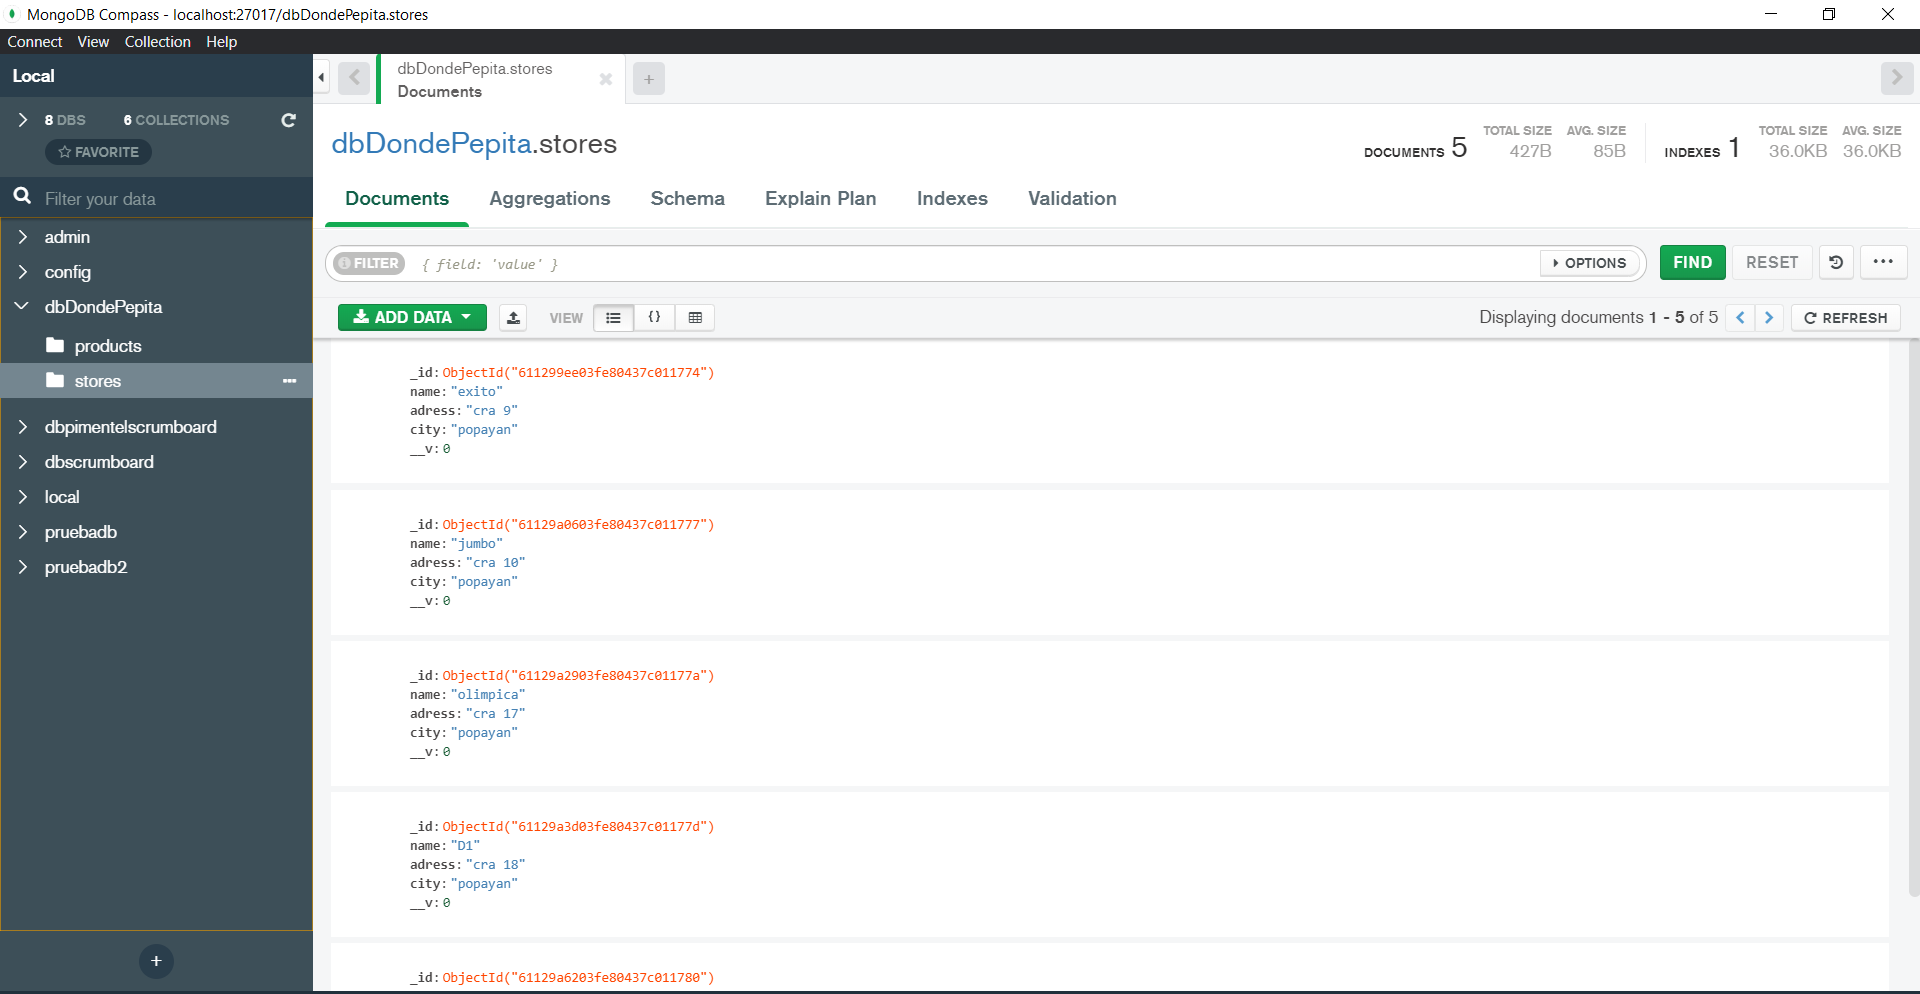 MongoDB Compass - localhost:27017/dbDondePepita.stores
Connect View Collection Help
Local
8 DBS 6 COLLECTIONS
FAVORITE
Filter your data
admin
config
dbDondePepita
products
stores
dbpimentelscrumboard
dbscrumboard
local
pruebadb
pruebadb2
+
dbDondePepita.stores
Documents
+
dbDondePepita.stores
DOCUMENTS 5 TOTAL SIZE 427B AVG. SIZE 85B INDEXES 1 TOTAL SIZE 36.0KB AVG. SIZE 36.0KB
Documents Aggregations Schema Explain Plan Indexes Validation
FILTER { field: 'value' } OPTIONS FIND RESET ...
ADD DATA VIEW {} Displaying documents 1 - 5 of 5 REFRESH
_id: ObjectId("611299ee03fe80437c011774")
name: "exito"
adress: "cra 9"
city: "popayan"
__v: 0
_id: ObjectId("61129a0603fe80437c011777")
name: "jumbo"
adress: "cra 10"
city: "popayan"
__v: 0
_id: ObjectId("61129a2903fe80437c01177a")
name: "olimpica"
adress: "cra 17"
city: "popayan"
__v: 0
_id: ObjectId("61129a3d03fe80437c01177d")
name: "D1"
adress: "cra 18"
city: "popayan"
__v: 0
_id: ObjectId("61129a6203fe80437c011780")